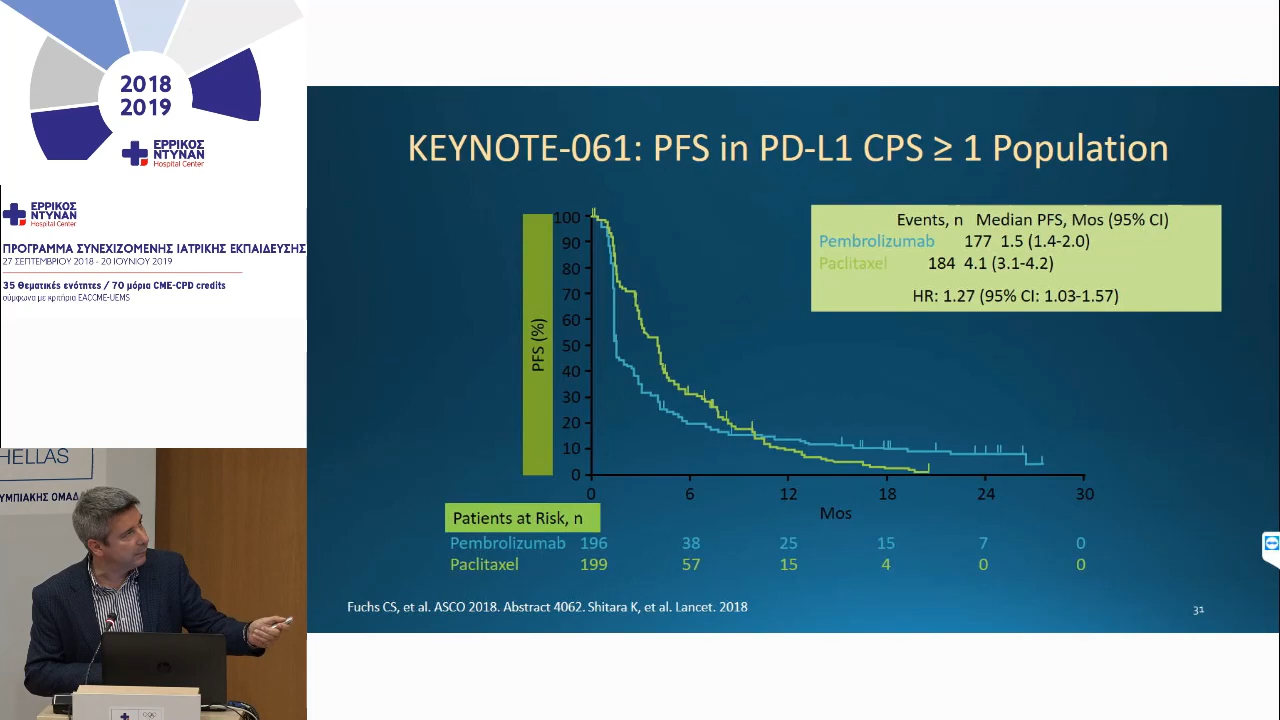 2018
2019
ΕΡΡΙΚΟΣ
ΝΤΥΝΑΝ
Hospital Center
ΕΡΡΙΚΟΣ
ΝΤΥΝΑΝ
Hospital Center
ΠΡΟΓΡΑΜΜΑ ΣΥΝΕΧΙΖΟΜΕΝΗΣ ΙΑΤΡΙΚΗΣ ΕΚΠΑΙΔΕΥΣΗΣ
27 ΣΕΠΤΕΜΒΡΙΟΥ 2018 - 20 ΙΟΥΝΙΟΥ 2019
35 θεματικές ενότητες / 70 μόρια CME-CPD credits
σύμφωνα με κριτήρια EACCME-UEMS
HELLAS
ΥΜΠΙΑΚΗΣ ΟΜΑΔ
KEYNOTE-061: PFS in PD-L1 CPS ≥ 1 Population
Events, n Median PFS, Mos (95% CI)
Pembrolizumab 177 1.5 (1.4-2.0)
Paclitaxel 184 4.1 (3.1-4.2)
HR: 1.27 (95% CI: 1.03-1.57)
PFS (%)
100
90
80
70
60
50
40
30
20
10
0
0 6 12 18 24 30
Mos
Patients at Risk, n
Pembrolizumab 196 38 25 15 7 0
Paclitaxel 199 57 15 4 0 0
Fuchs CS, et al. ASCO 2018. Abstract 4062. Shitara K, et al. Lancet. 2018
31